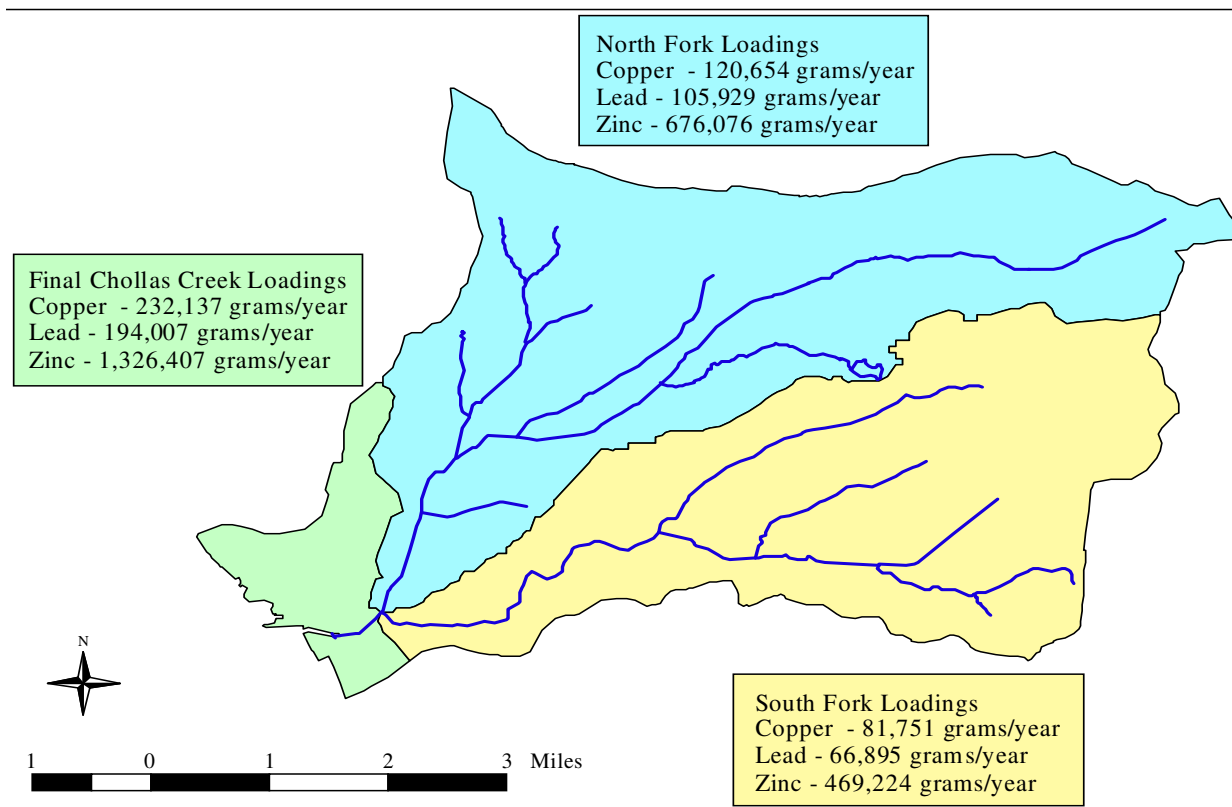 North Fork Loadings
Copper - 120,654 grams/year
Lead - 105,929 grams/year
Zinc - 676,076 grams/year
Final Chollas Creek Loadings
Copper - 232,137 grams/year
Lead - 194,007 grams/year
Zinc - 1,326,407 grams/year
N
South Fork Loadings
Copper - 81,751 grams/year
Lead - 66,895 grams/year
Zinc - 469,224 grams/year
1 0 1 2 3 Miles